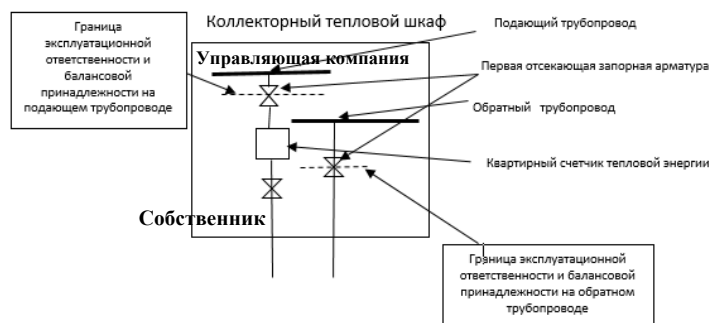 Граница
эксплуатационной
ответственности и
балансовой
принадлежности на
подающем трубопроводе
Коллекторный тепловой шкаф
Управляющая компания
Подающий трубопровод
Первая отсекающая запорная арматура
Обратный трубопровод
Квартирный счетчик тепловой энергии
Собственник
Граница эксплуатационной
ответственности и балансовой
принадлежности на обратном
трубопроводе